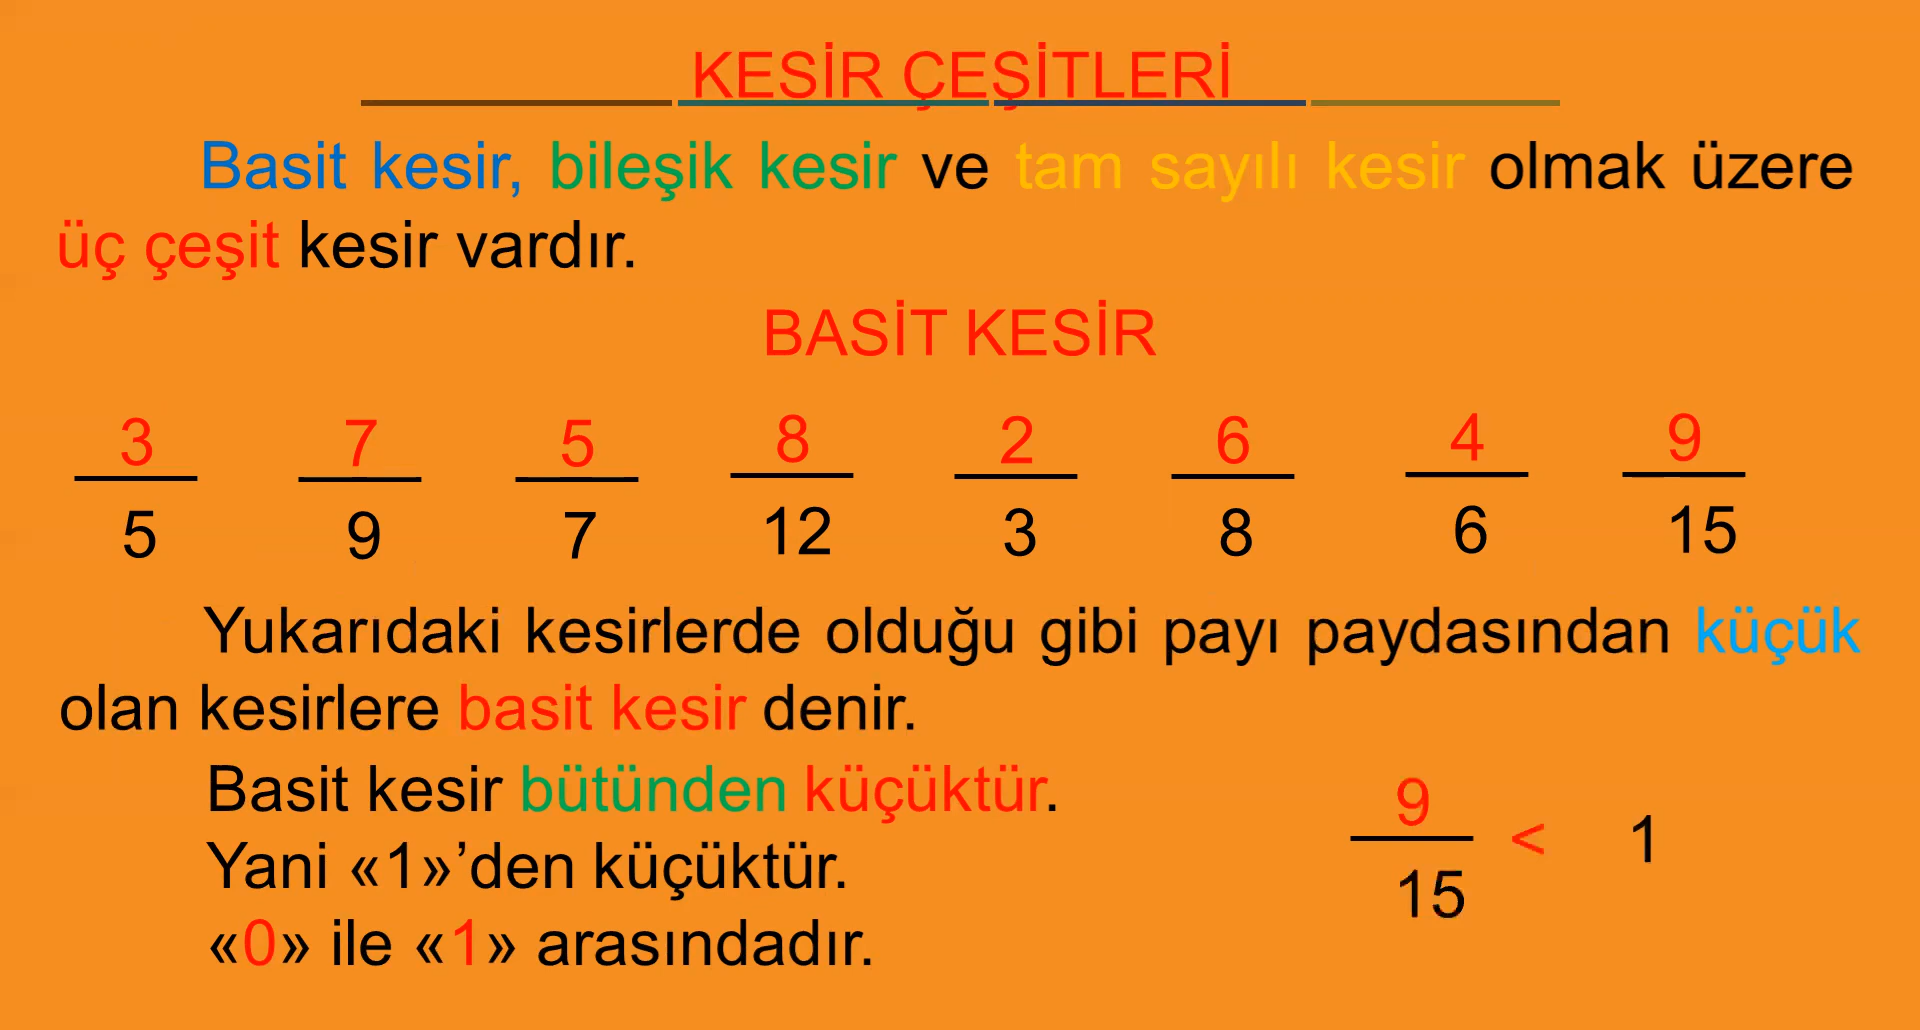 KESİR ÇEŞİTLERİ
Basit kesir, bileşik kesir ve tam sayılı kesir olmak üzere
üç çeşit kesir vardır.
BASİT KESİR
3 7 5 8 2 6 4 9
5 9 7 12 3 8 6 15
Yukarıdaki kesirlerde olduğu gibi payı paydasından küçük
olan kesirlere basit kesir denir.
Basit kesir bütünden küçüktür.
Yani «1»’den küçüktür.
«0» ile «1» arasındadır.
9
< 1
15